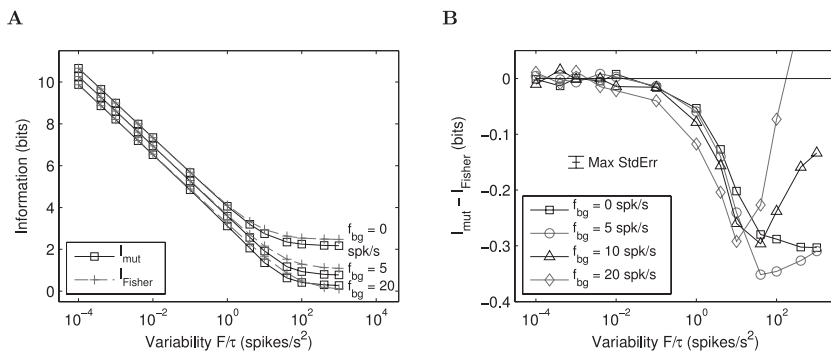 A
Information (bits)
10
8
6
4
2
0
I_mut
I_Fisher
f_bg = 0
spk/s
f_bg = 5
f_bg = 20
10^-4
10^-2
10^0
10^2
10^4
Variability F/τ (spikes/s^2)
B
I_mut − I_Fisher (bits)
0
−0.1
−0.2
−0.3
−0.4
Max StdErr
f_bg = 0 spk/s
f_bg = 5 spk/s
f_bg = 10 spk/s
f_bg = 20 spk/s
10^-4
10^-2
10^0
10^2
Variability F/τ (spikes/s^2)